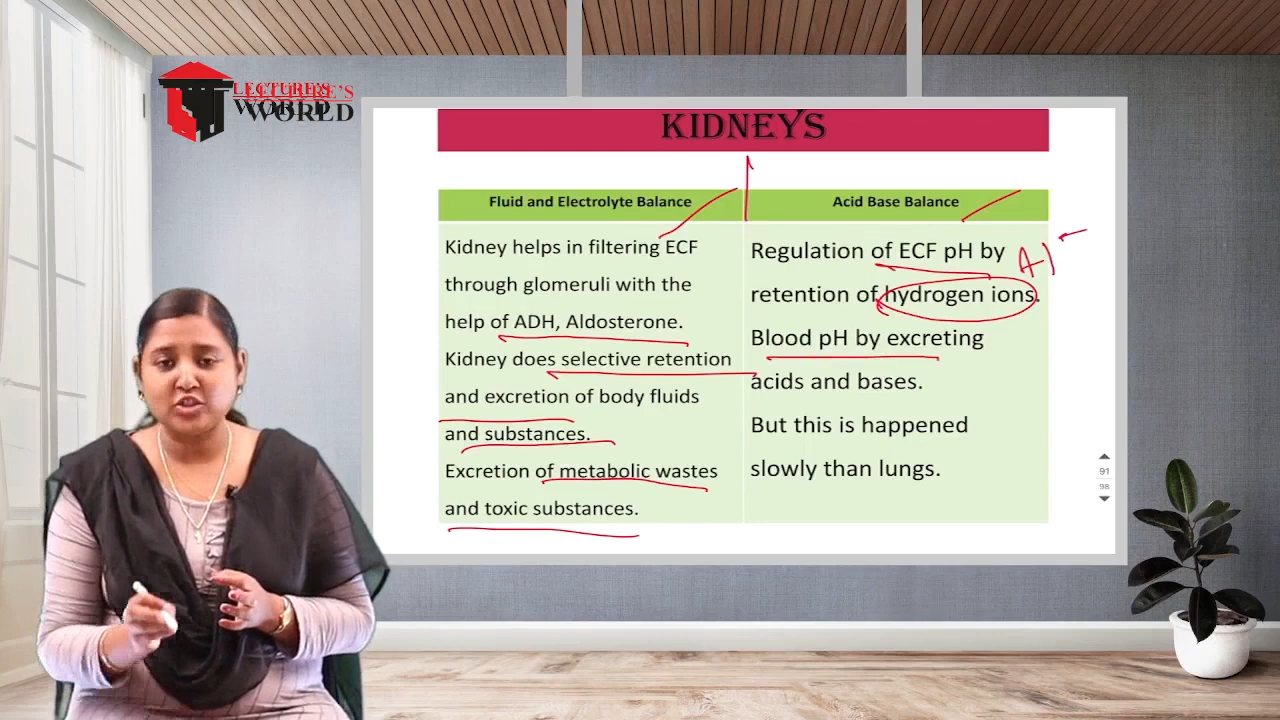 LECTURE'S
WORLD
KIDNEYS
Fluid and Electrolyte Balance
Kidney helps in filtering ECF
through glomeruli with the
help of ADH, Aldosterone.
Kidney does selective retention
and excretion of body fluids
and substances.
Excretion of metabolic wastes
and toxic substances.
Acid Base Balance
Regulation of ECF pH by
retention of hydrogen ions.
Blood pH by excreting
acids and bases.
But this is happened
slowly than lungs.
91
98